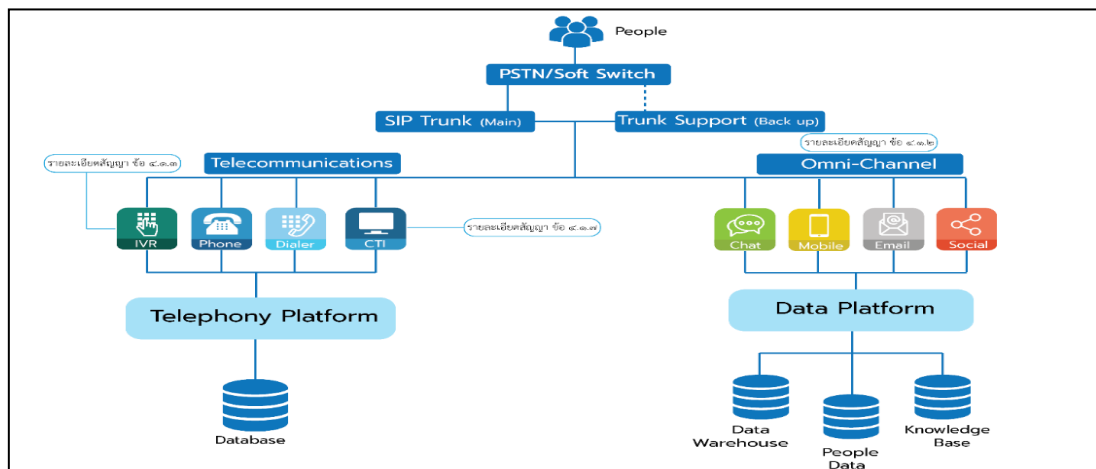 People
PSTN/Soft Switch
SIP Trunk (Main)
Trunk Support (Back up)
รายละเอียดสัญญา ข้อ ๔.๑.๓
Telecommunications
รายละเอียดสัญญา ข้อ ๔.๓.๒
Omni-Channel
IVR
Phone
Dialer
CTI
รายละเอียดสัญญา ข้อ ๔.๑.๗
Chat
Mobile
Email
Social
Telephony Platform
Data Platform
Database
Data
Warehouse
People
Data
Knowledge
Base